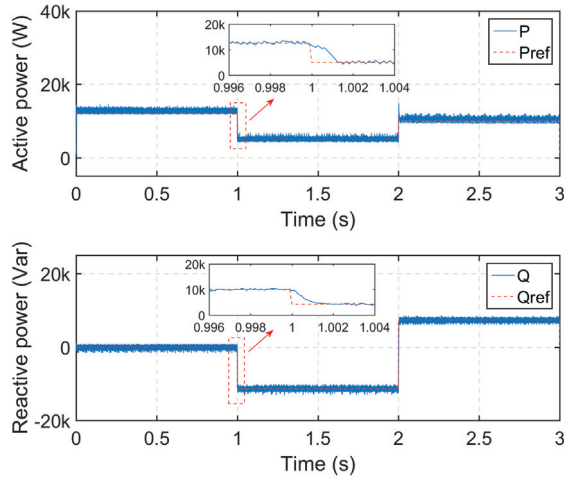 40k
20k
0
Active power (W)
20k
10k
0
0.996 0.998 1 1.002 1.004
P
Pref
0 0.5 1 1.5 2 2.5 3
Time (s)
20k
0
-20k
Reactive power (Var)
20k
10k
0
0.996 0.998 1 1.002 1.004
Q
Qref
0 0.5 1 1.5 2 2.5 3
Time (s)